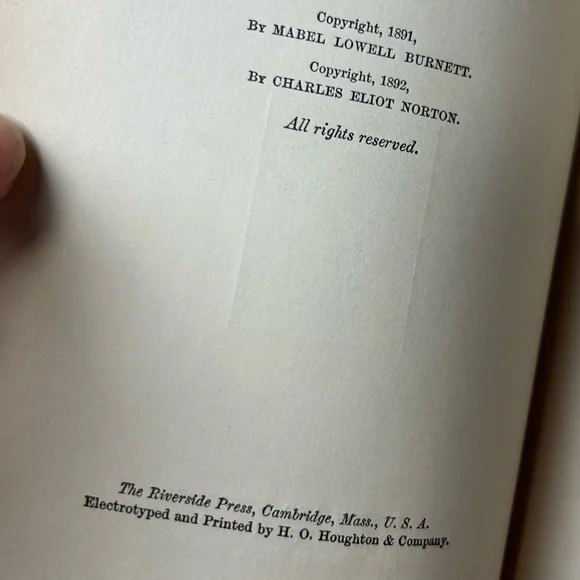 Copyright, 1891,
By MABEL LOWELL BURNETT.
Copyright, 1892,
By CHARLES ELIOT NORTON.
All rights reserved.
The Riverside Press, Cambridge, Mass., U. S. A.
Electrotyped and Printed by H. O. Houghton & Company.